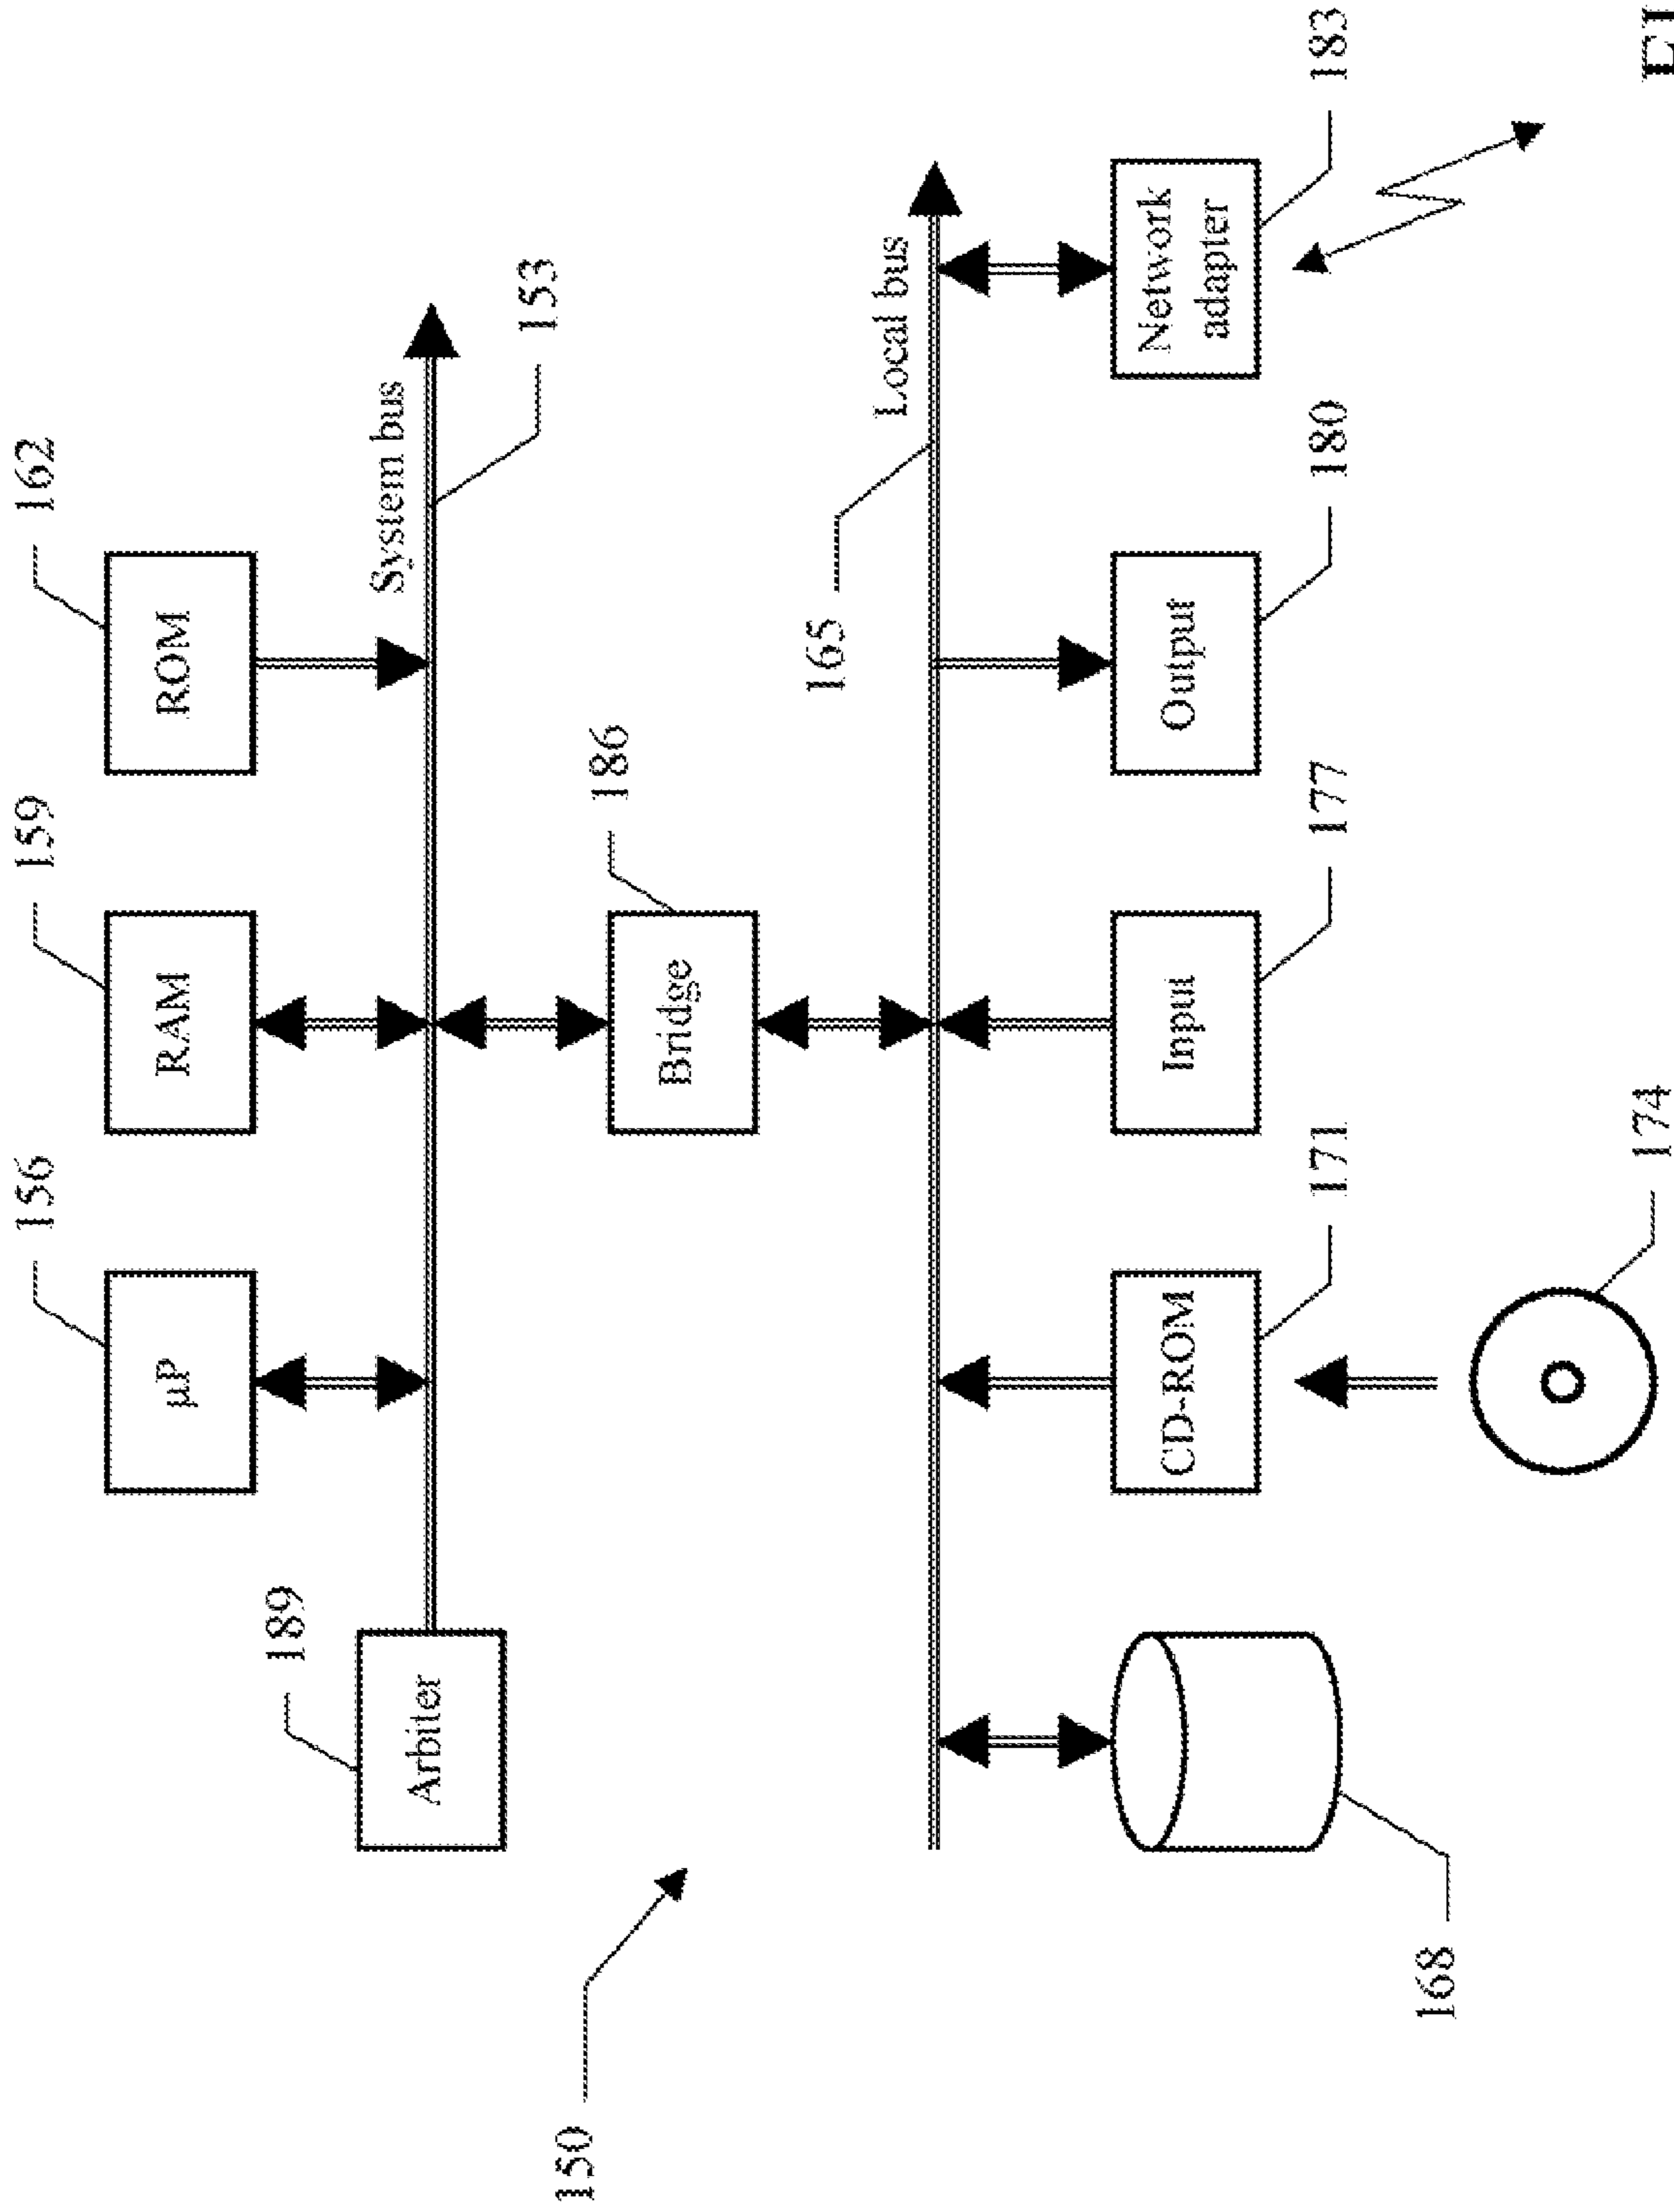 156
159
162
µP
RAM
ROM
189
Arbiter
System bus
153
150
186
Bridge
165
Local bus
CD-ROM
Input
Output
Network
adapter
168
171
177
180
183
174